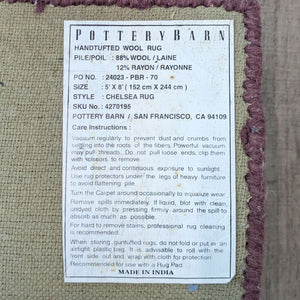 POTTERY BARN
HANDTUFTED WOOL RUG
PILE/POIL : 88% WOOL / LAINE
12% RAYON / RAYONNE
PO NO. : 24023 - PBR - 70
SIZE : 5' X 8' ( 152 cm X 244 cm )
STYLE : CHELSEA RUG
SKU No. : 4270195
POTTERY BARN / SAN FRANCISCO, CA 94109
Care Instructions :
Vacuum regularly to prevent dust and crumbs from
setting into the roots of the fibers. Powerful vacuum
may pull threads. Do not pull loose ends, clip them
with scissors to remove.
Avoid direct and continuous exposure to sunlight.
Use rug protectors under the legs of heavy furniture
to avoid flattening pile
Turn the Carpet around occasionally to equalize wear.
Remove spills immediately. If liquid, blot with clean,
undyed cloth by pressing firmly around the spill to
absorb as much as possible.
For hard to remove stains, professional rug cleaning
is recommended.
When storing guntufted rugs, do not fold or put in an
airtight plastic bag. It is advisable to roll with the
front side out and wrap with cloth for protection.
Recommended for use with a Rug Pad
MADE IN INDIA